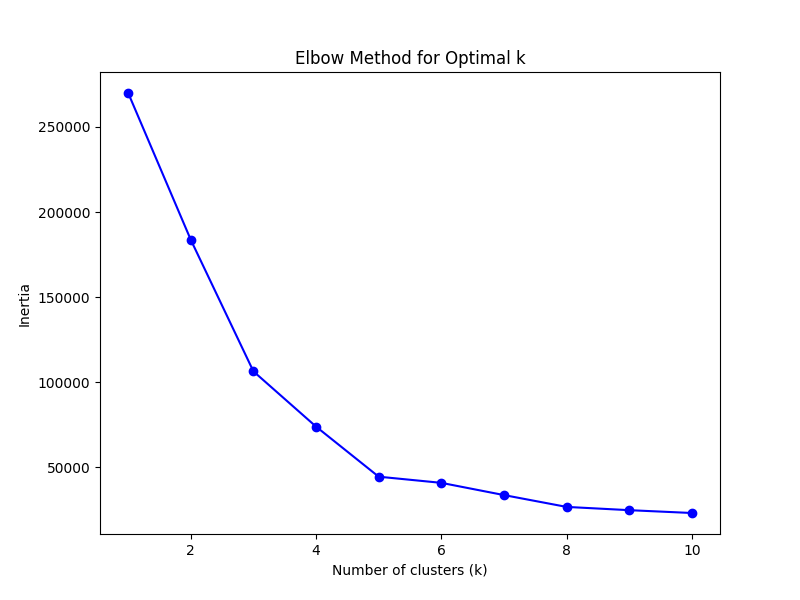 Elbow Method for Optimal k
250000
200000
150000
100000
50000
Inertia
2 4 6 8 10
Number of clusters (k)